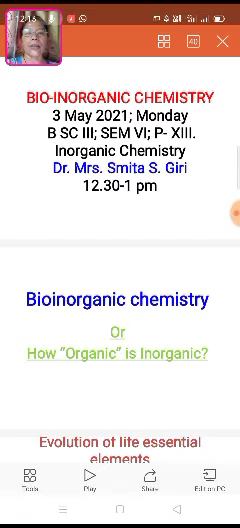 12:16
40
BIO-INORGANIC CHEMISTRY
3 May 2021; Monday
B SC III; SEM VI; P- XIII.
Inorganic Chemistry
Dr. Mrs. Smita S. Giri
12.30-1 pm
Bioinorganic chemistry
Or
How “Organic” is Inorganic?
Evolution of life essential
elements
Tools
Play
Share
Edit on PC